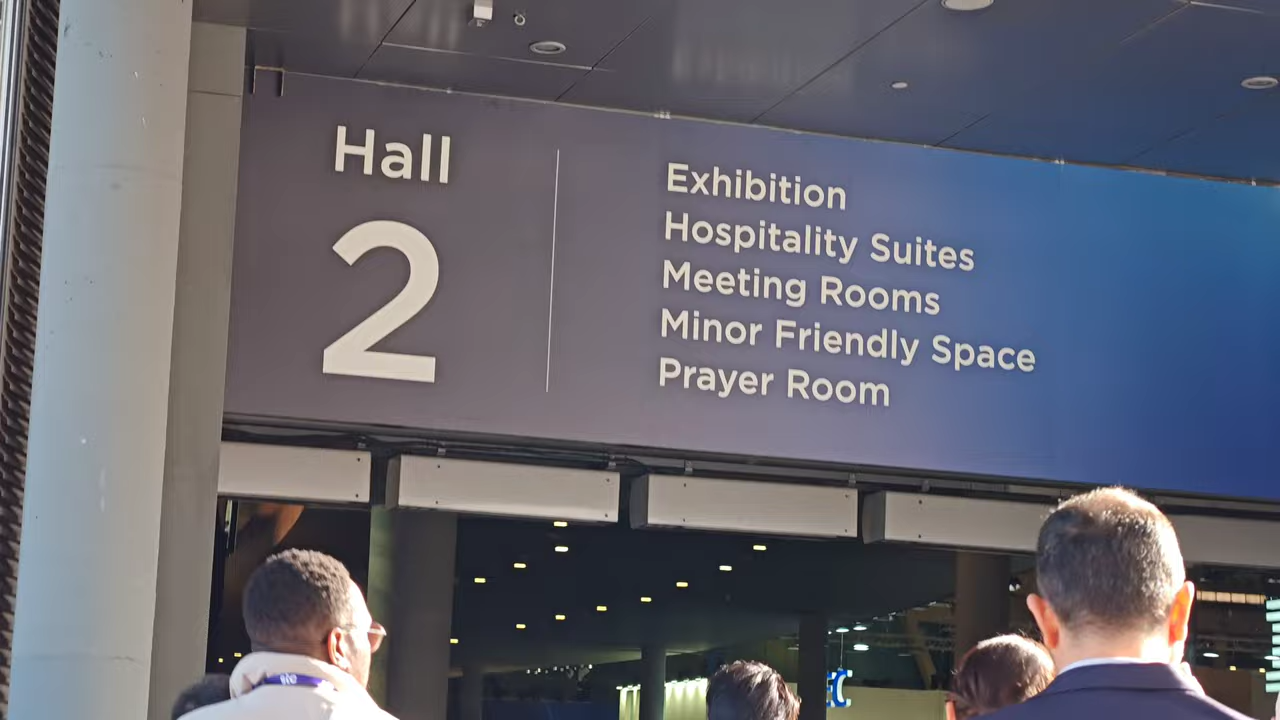 Hall
2
Exhibition
Hospitality Suites
Meeting Rooms
Minor Friendly Space
Prayer Room